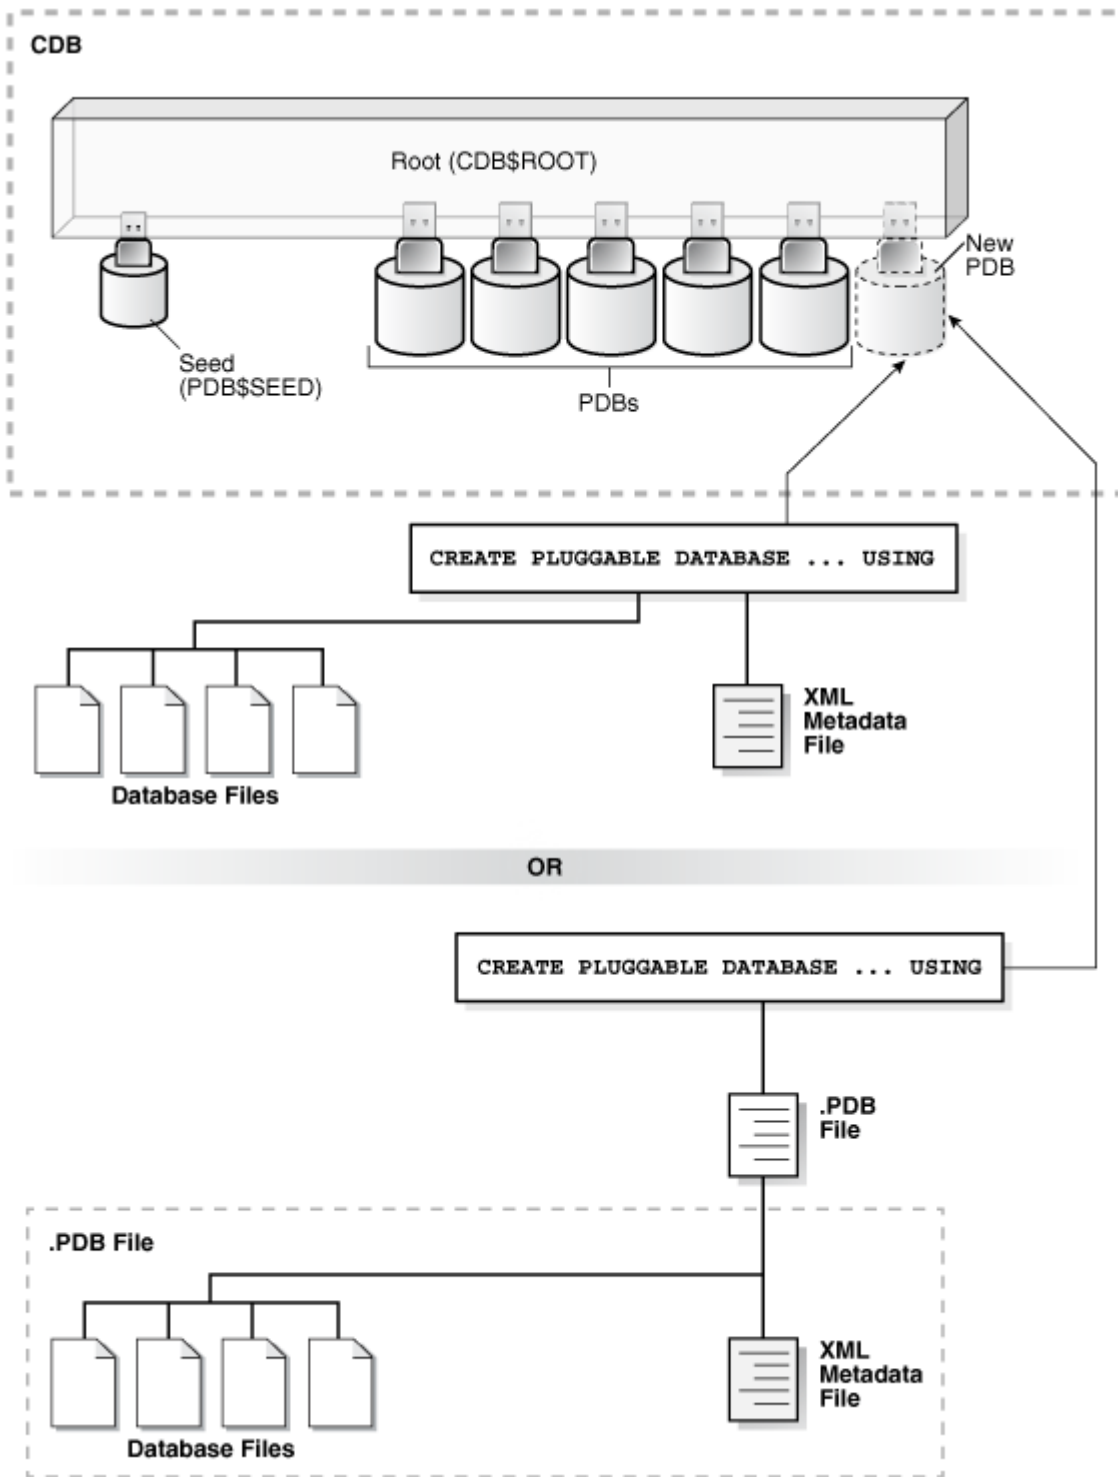 CDB
Root (CDB$ROOT)
New
PDB
Seed
(PDB$SEED)
PDBs
CREATE PLUGGABLE DATABASE ... USING
XML
Metadata
File
Database Files
OR
CREATE PLUGGABLE DATABASE ... USING
.PDB
File
.PDB File
XML
Metadata
File
Database Files